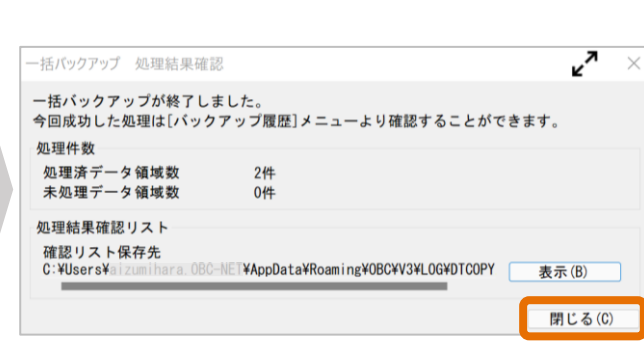 一括バックアップ 処理結果確認
一括バックアップが終了しました。
今回成功した処理は[バックアップ履歴]メニューより確認することができます。
処理件数
処理済データ領域数 2件
未処理データ領域数 0件
処理結果確認リスト
確認リスト保存先
C:¥Users¥aizumihara.OBC-NET¥AppData¥Roaming¥OBC¥V3¥LOG¥DTCOPY 表示(B)
閉じる(C)